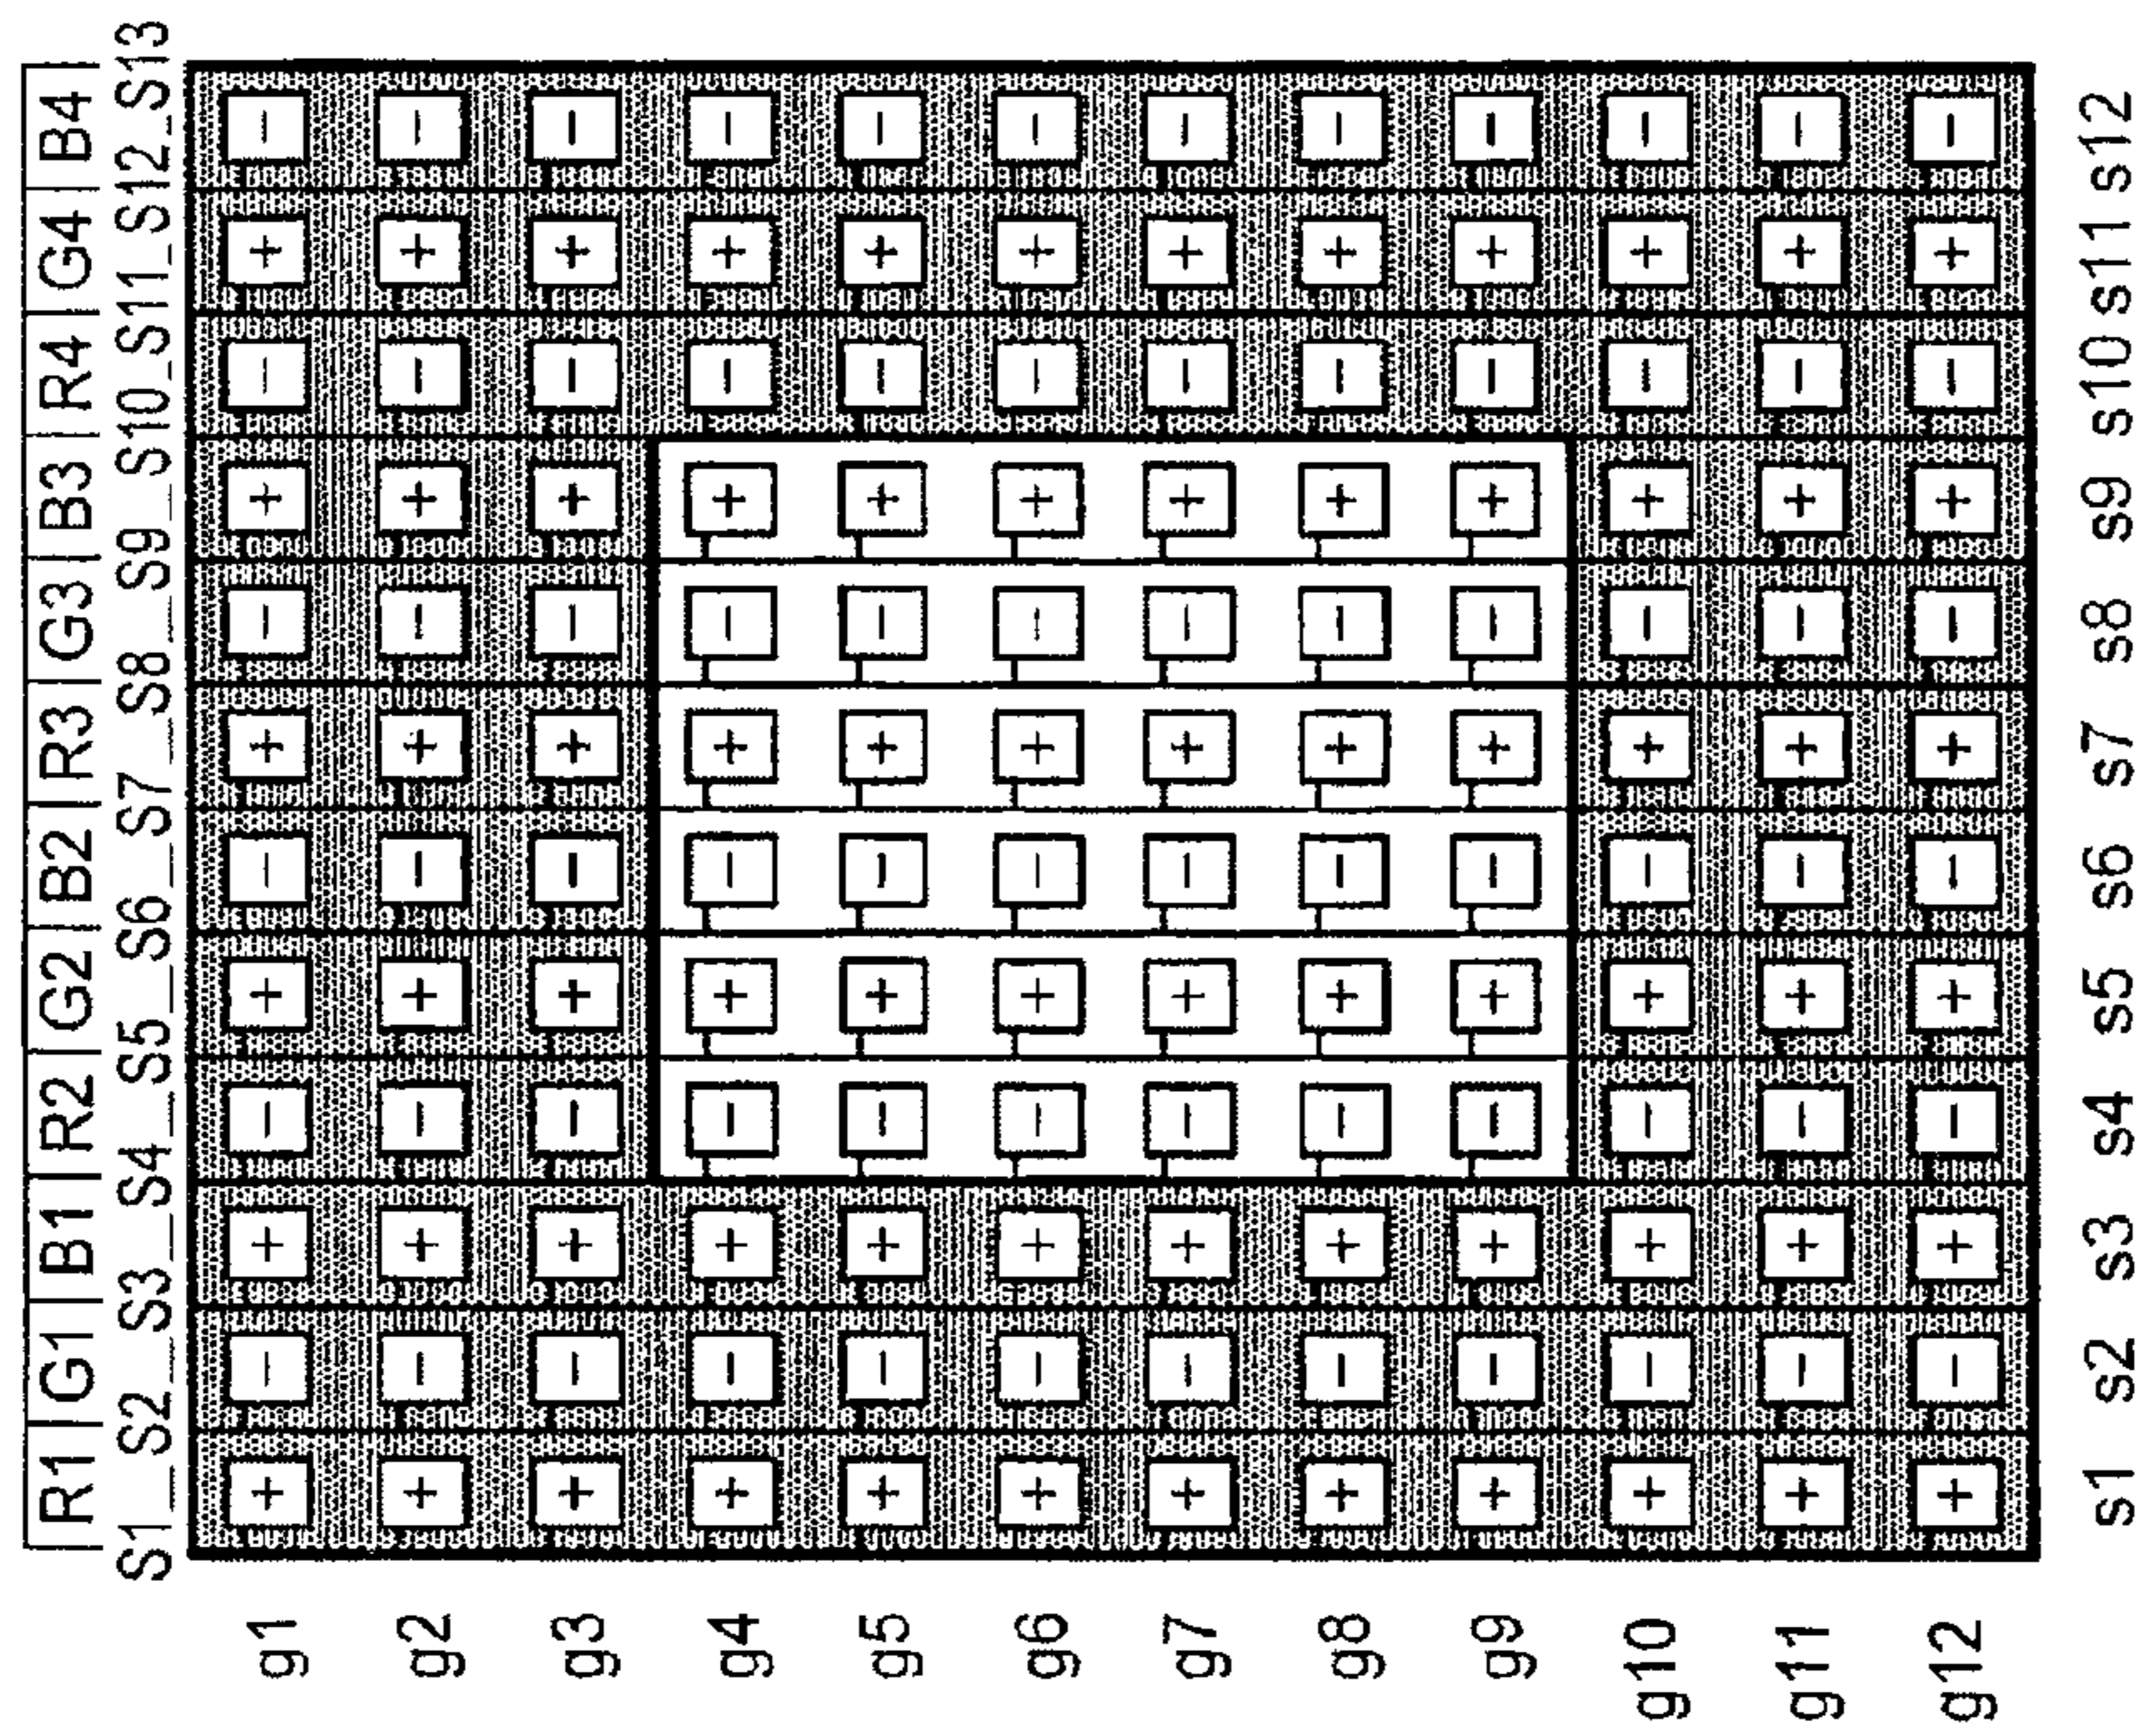 R1 G1 B1 R2 G2 B2 R3 G3 B3 R4 G4 B4
S1_S2_S3_S4_S5_S6_S7_S8_S9_S10_S11_S12_S13
g1 + − + − + − + − + − + −
g2 + − + − + − + − + − + −
g3 + − + − + − + − + − + −
g4 + − + − + − + − + − + −
g5 + − + − + − + − + − + −
g6 + − + − + − + − + − + −
g7 + − + − + − + − + − + −
g8 + − + − + − + − + − + −
g9 + − + − + − + − + − + −
g10 + − + − + − + − + − + −
g11 + − + − + − + − + − + −
g12 + − + − + − + − + − + −
s1 s2 s3 s4 s5 s6 s7 s8 s9 s10 s11 s12